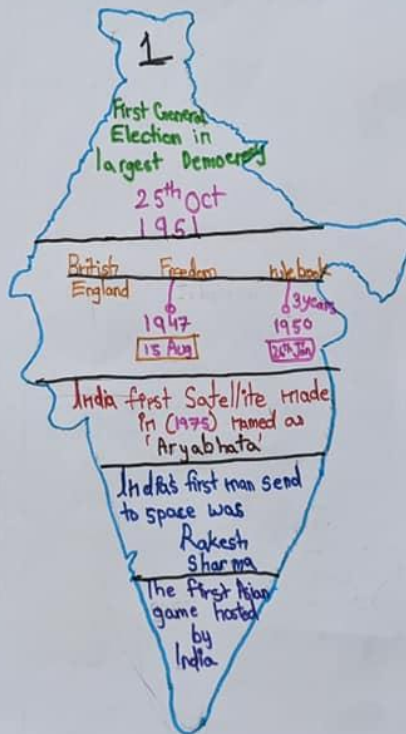 1
First General
Election in
largest Democracy
25th Oct
1951
British Freedom rule book
England
3years
1947 1950
15 Aug 26th Jan
India first Satellite made
in (1975) named as
'Aryabhata'
India's first man send
to space was
Rakesh
Sharma
The first Asian
game hosted
by
India